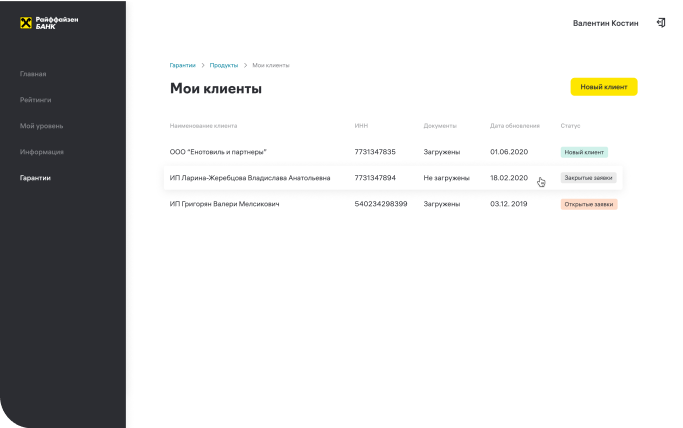 Райффайзен
БАНК
Валентин Костин
Главная
Рейтинги
Мой уровень
Информация
Гарантии
Гарантии > Продукты > Мои клиенты
Мои клиенты
Новый клиент
Наименование клиента ИНН Документы Дата обновления Статус
ООО "Енотовиль и партнеры" 7731347835 Загружены 01.06.2020 Новый клиент
ИП Ларина-Жеребцова Владислава Анатольевна 7731347894 Не загружены 18.02.2020 Закрытые заявки
ИП Григорян Валери Мелсикович 540234298399 Загружены 03.12. 2019 Открытые заявки